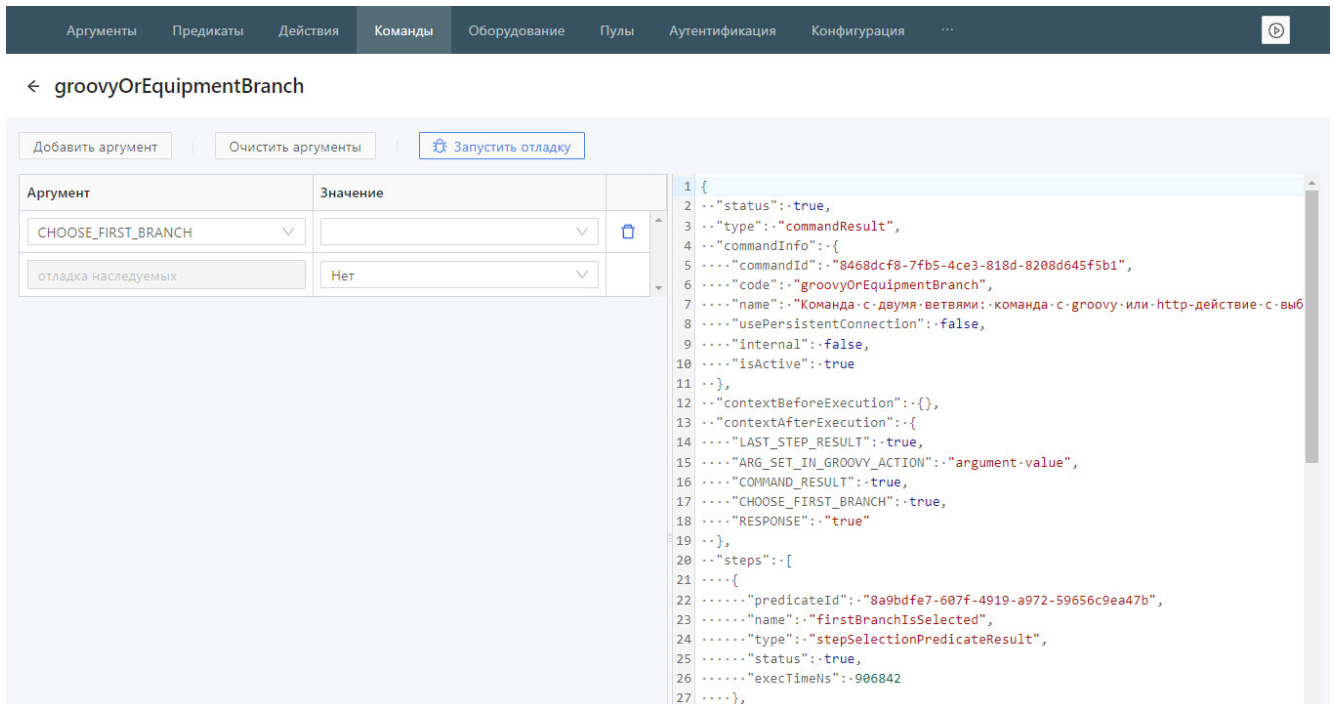 Аргументы Предикаты Действия Команды Оборудование Пулы Аутентификация Конфигурация ···
← groovyOrEquipmentBranch
Добавить аргумент Очистить аргументы Запустить отладку
Аргумент Значение
CHOOSE_FIRST_BRANCH
отладка наследуемых Нет
1 {
2 ··"status":·true,
3 ··"type":·"commandResult",
4 ··"commandInfo":·{
5 ····"commandId":·"8468dcf8-7fb5-4ce3-818d-8208d645f5b1",
6 ····"code":·"groovyOrEquipmentBranch",
7 ····"name":·"Команда·с·двумя·ветвями:·команда·с·groovy·или·http-действие·с·выб
8 ····"usePersistentConnection":·false,
9 ····"internal":·false,
10 ····"isActive":·true
11 ··},
12 ··"contextBeforeExecution":·{},
13 ··"contextAfterExecution":·{
14 ····"LAST_STEP_RESULT":·true,
15 ····"ARG_SET_IN_GROOVY_ACTION":·"argument·value",
16 ····"COMMAND_RESULT":·true,
17 ····"CHOOSE_FIRST_BRANCH":·true,
18 ····"RESPONSE":·"true"
19 ··},
20 ··"steps":·[
21 ····{
22 ······"predicateId":·"8a9bdfe7-607f-4919-a972-59656c9ea47b",
23 ······"name":·"firstBranchIsSelected",
24 ······"type":·"stepSelectionPredicateResult",
25 ······"status":·true,
26 ······"execTimeNs":·906842
27 ····},